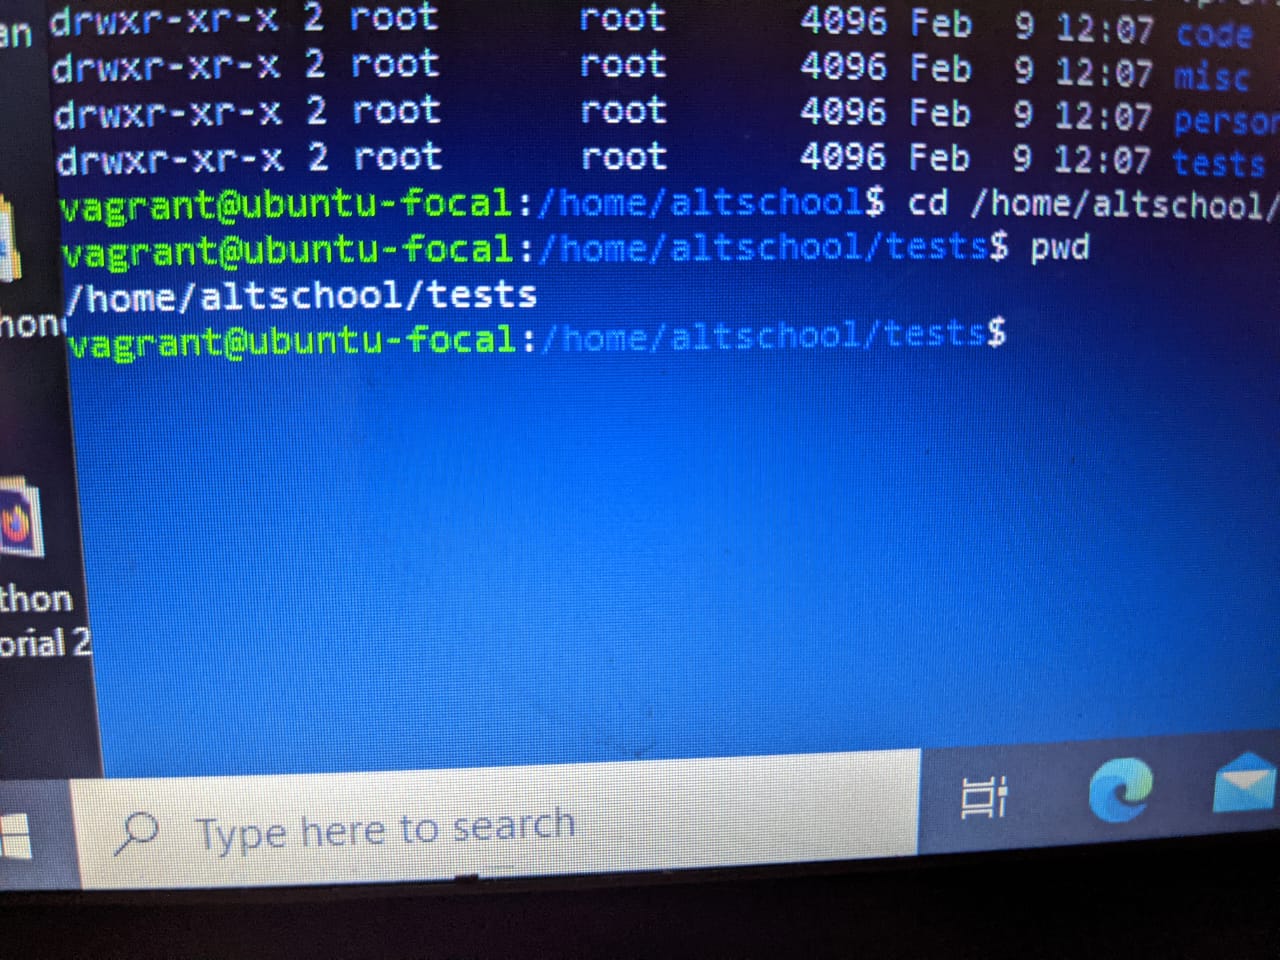 drwxr-xr-x 2 root root 4096 Feb 9 12:07 code
drwxr-xr-x 2 root root 4096 Feb 9 12:07 misc
drwxr-xr-x 2 root root 4096 Feb 9 12:07 person
drwxr-xr-x 2 root root 4096 Feb 9 12:07 tests
vagrant@ubuntu-focal:/home/altschool$ cd /home/altschool/
vagrant@ubuntu-focal:/home/altschool/tests$ pwd
/home/altschool/tests
vagrant@ubuntu-focal:/home/altschool/tests$
an
hon
thon
orial 2
Type here to search